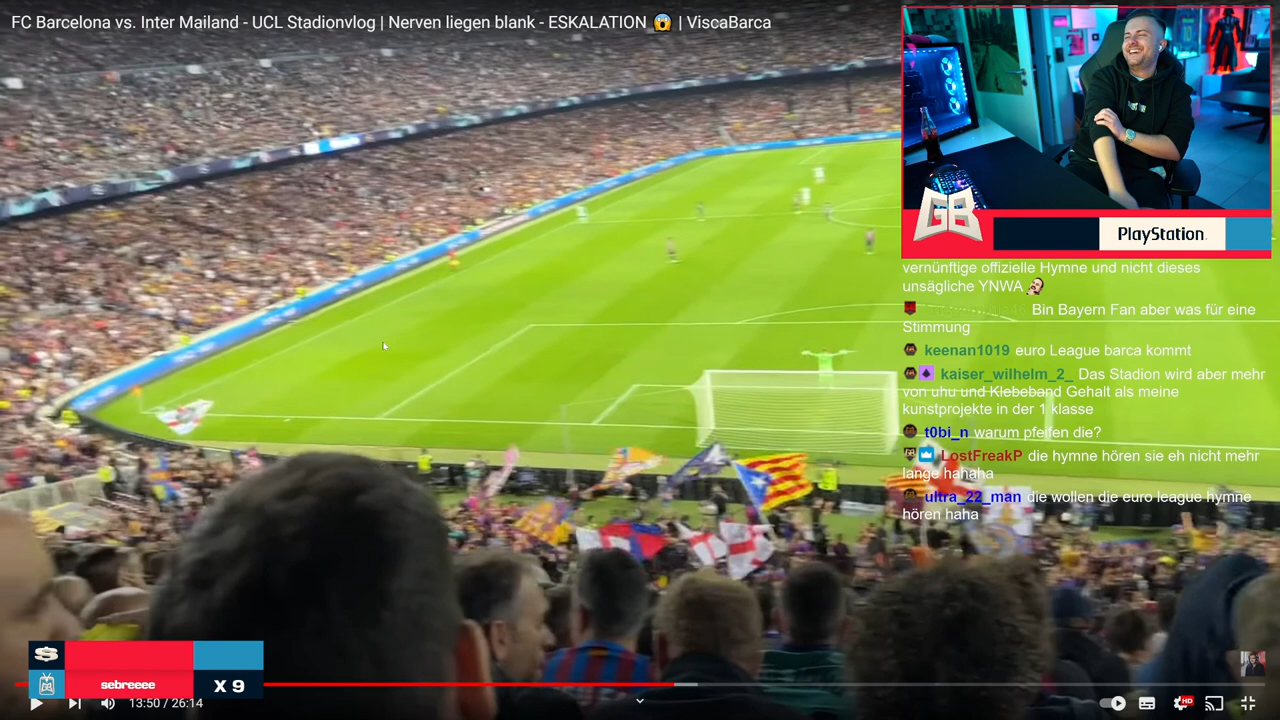 FC Barcelona vs. Inter Mailand - UCL Stadionvlog | Nerven liegen blank - ESKALATION 😱 | ViscaBarca
GB
PlayStation
vernünftige offizielle Hymne und nicht dieses
unsägliche YNWA
Bin Bayern Fan aber was für eine
Stimmung
keenan1019 euro League barca kommt
kaiser_wilhelm_2_ Das Stadion wird aber mehr
von uhu und Klebeband Gehalt als meine
kunstprojekte in der 1 klasse
t0bi_n warum pfeifen die?
LostFreakP die hymne hören sie eh nicht mehr
lange hahaha
ultra_22_man die wollen die euro league hymne
hören haha
sebreeee
X 9
13:50 / 26:14
HD